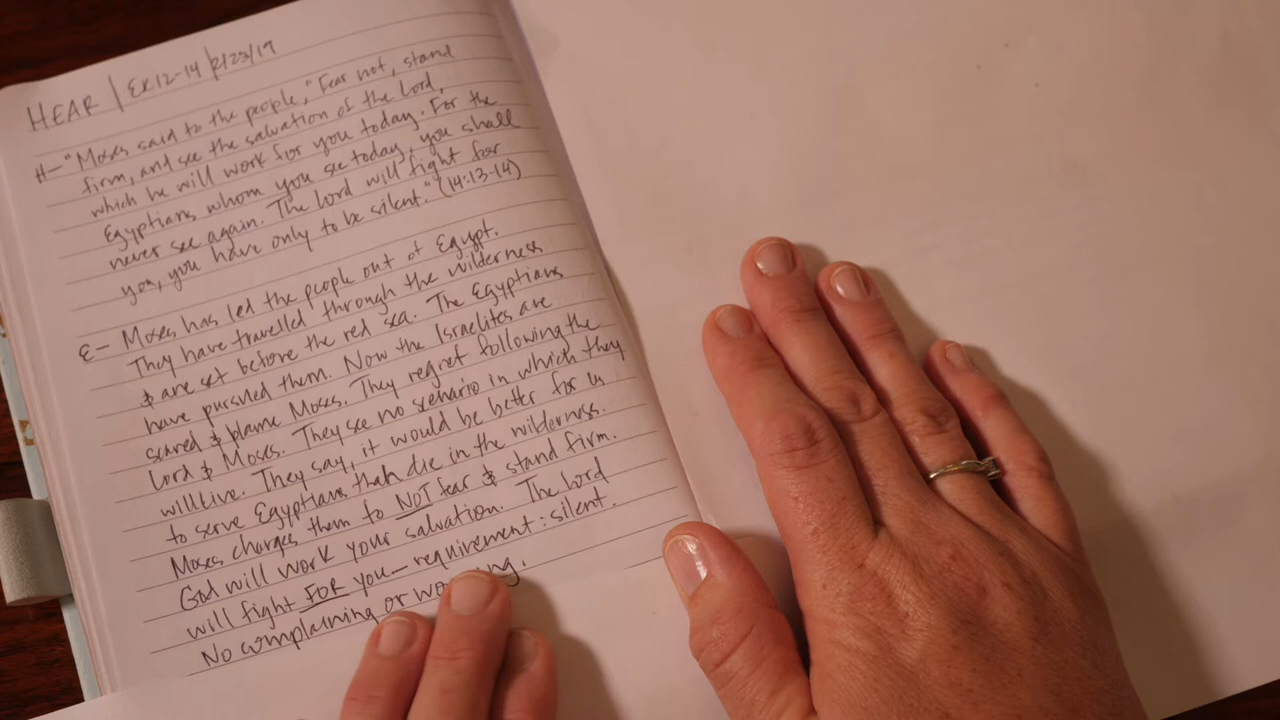 HEAR | EX12-14 | 2/23/19
H-"Moses said to the people, "Fear not, stand
firm, and see the salvation of the Lord,
which he will work for you today. For the
Egyptians whom you see today, you shall
never see again. The Lord will fight for
you, you have only to be silent." (14:13-14)
E- Moses has led the people out of Egypt.
They have travelled through the wilderness
& are set before the red sea. The Egyptians
have pursued them. Now the Israelites are
scared & blame Moses. They regret following the
Lord & Moses. They see no scenario in which they
will live. They say, it would be better for us
to serve Egyptians than die in the wilderness.
Moses charges them to NOT fear & stand firm.
God will work your salvation. The Lord
will fight FOR you- requirement: silent.
No complaining or